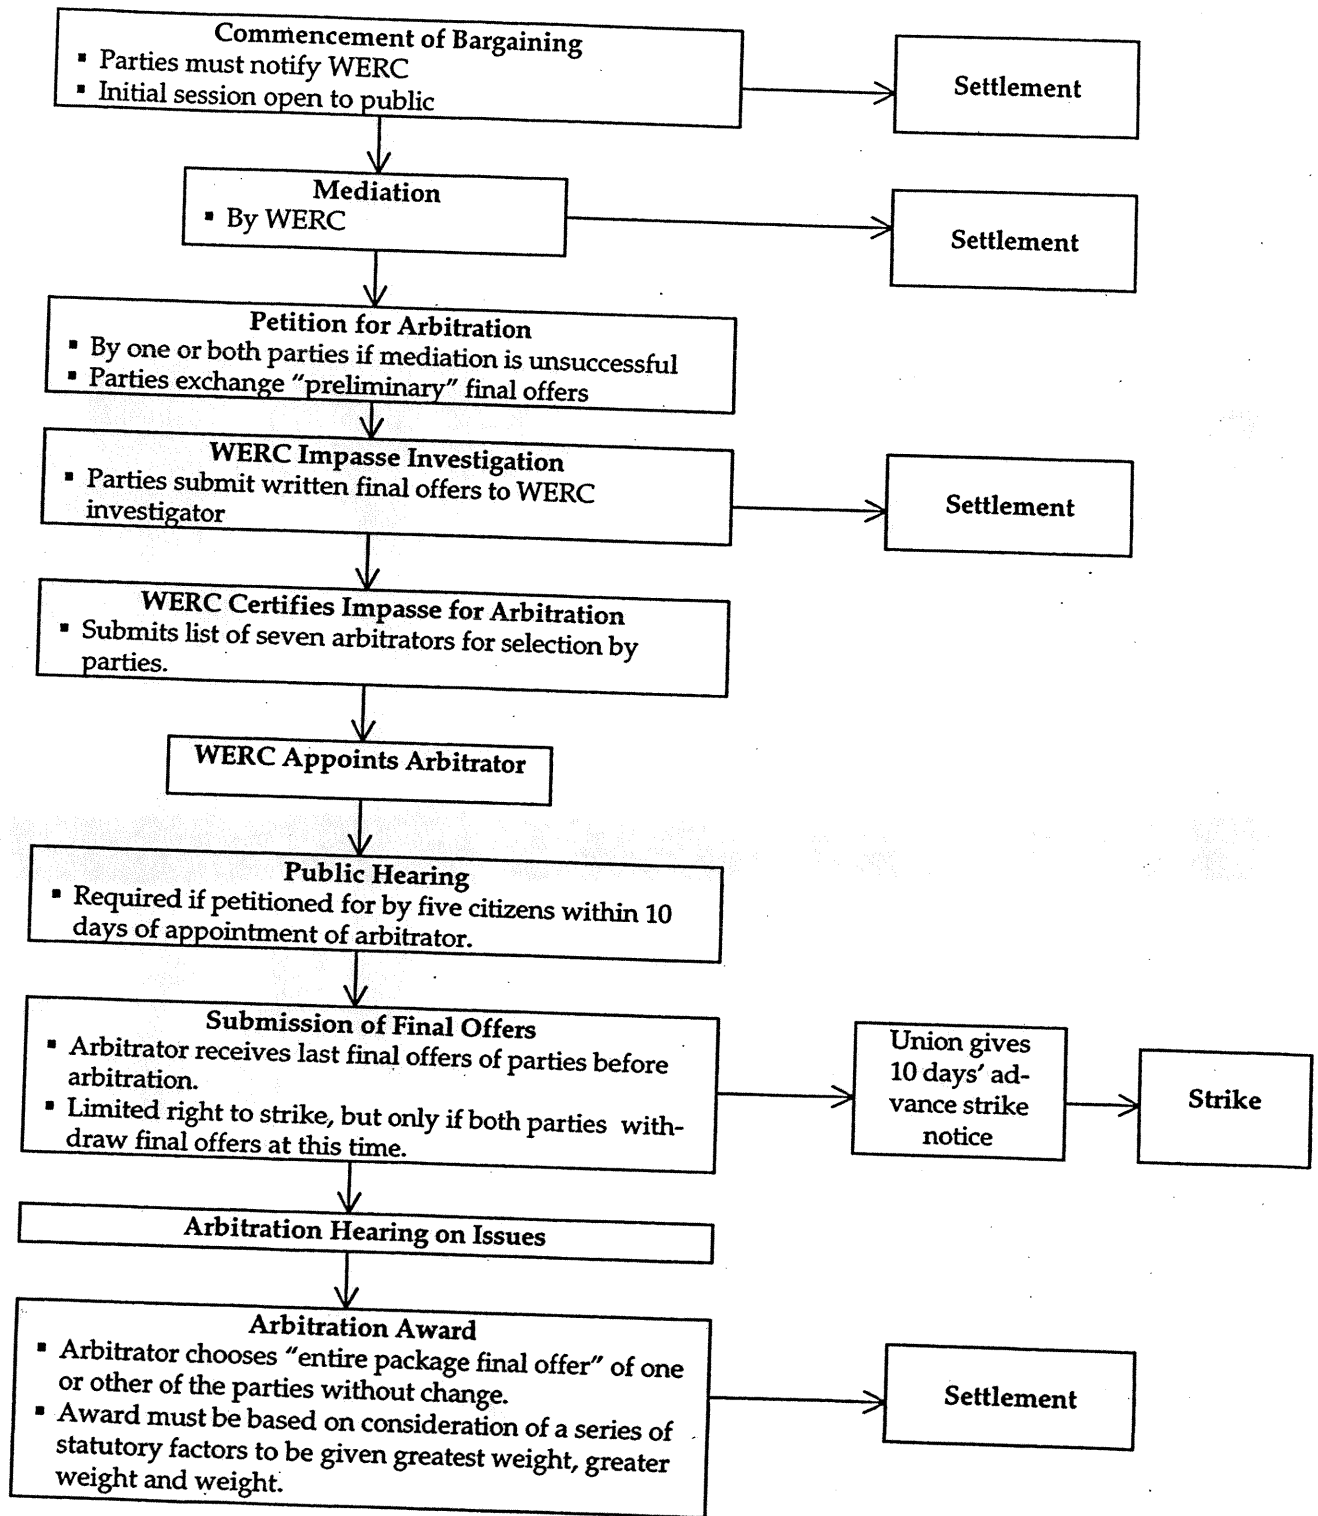 Commencement of Bargaining
▪ Parties must notify WERC
▪ Initial session open to public
Settlement
Mediation
▪ By WERC
Settlement
Petition for Arbitration
▪ By one or both parties if mediation is unsuccessful
▪ Parties exchange “preliminary” final offers
WERC Impasse Investigation
▪ Parties submit written final offers to WERC
investigator
Settlement
WERC Certifies Impasse for Arbitration
▪ Submits list of seven arbitrators for selection by
parties.
WERC Appoints Arbitrator
Public Hearing
▪ Required if petitioned for by five citizens within 10
days of appointment of arbitrator.
Submission of Final Offers
▪ Arbitrator receives last final offers of parties before
arbitration.
▪ Limited right to strike, but only if both parties with-
draw final offers at this time.
Union gives
10 days’ ad-
vance strike
notice
Strike
Arbitration Hearing on Issues
Arbitration Award
▪ Arbitrator chooses “entire package final offer” of one
or other of the parties without change.
▪ Award must be based on consideration of a series of
statutory factors to be given greatest weight, greater
weight and weight.
Settlement